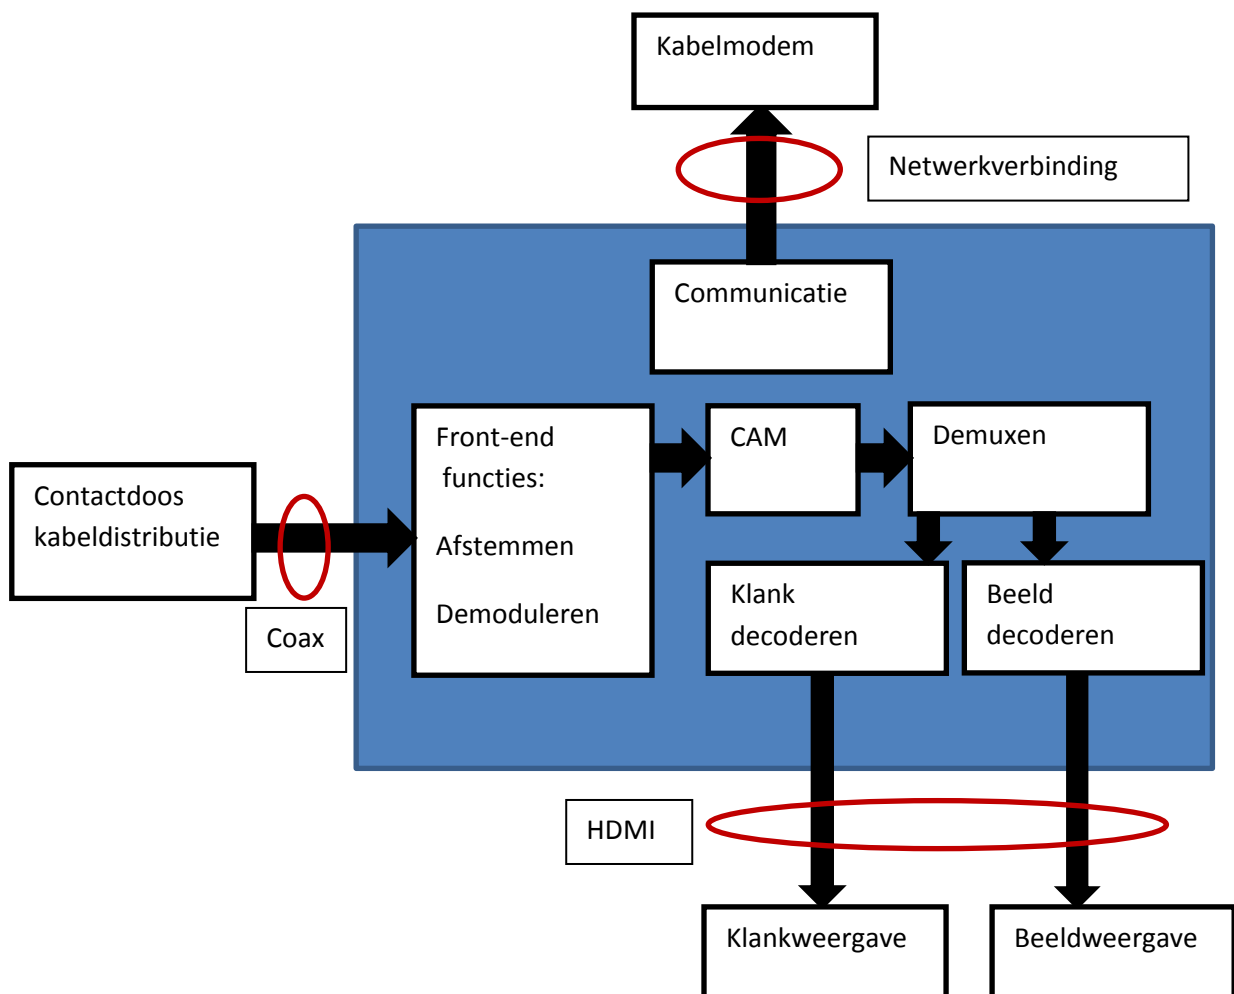 Kabelmodem
Netwerkverbinding
Communicatie
Front-end
functies:
Afstemmen
Demoduleren
CAM
Demuxen
Contactdoos
kabeldistributie
Coax
Klank
decoderen
Beeld
decoderen
HDMI
Klankweergave
Beeldweergave